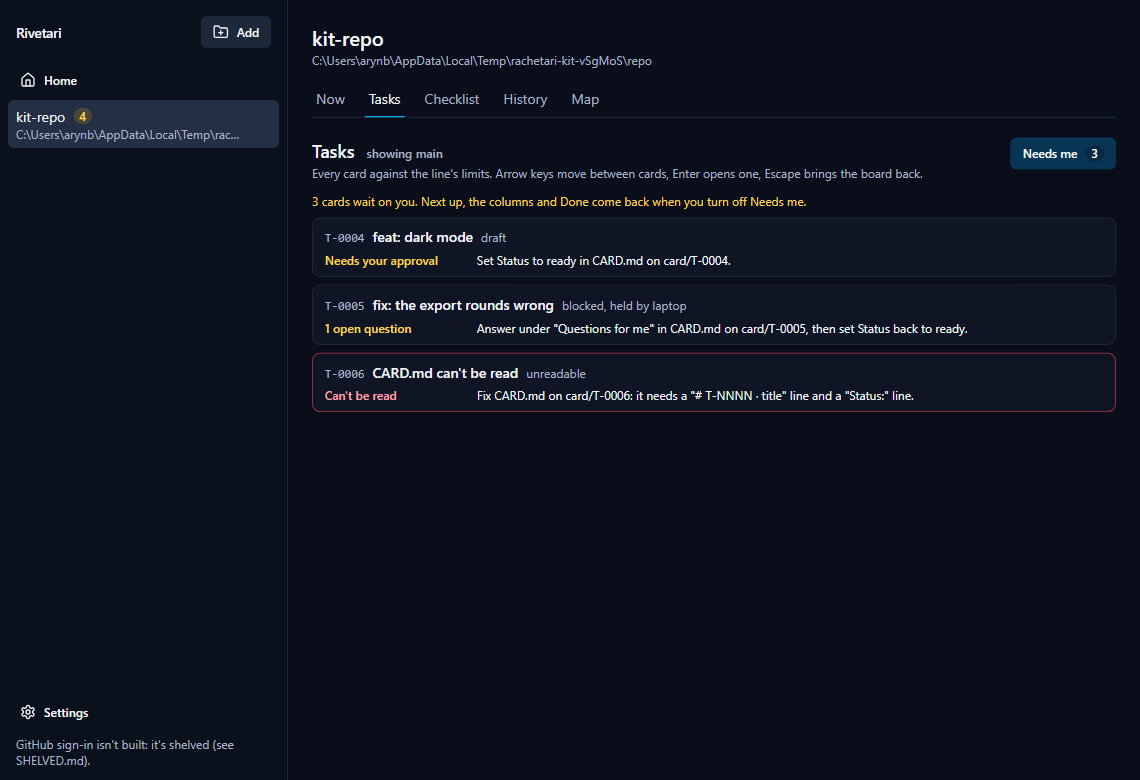 Rivetari
Add
Home
kit-repo 4
C:\Users\arynb\AppData\Local\Temp\rac...
Settings
GitHub sign-in isn't built: it's shelved (see
SHELVED.md).
kit-repo
C:\Users\arynb\AppData\Local\Temp\rachetari-kit-vSgMoS\repo
Now Tasks Checklist History Map
Tasks showing main
Needs me 3
Every card against the line's limits. Arrow keys move between cards, Enter opens one, Escape brings the board back.
3 cards wait on you. Next up, the columns and Done come back when you turn off Needs me.
T-0004 feat: dark mode draft
Needs your approval Set Status to ready in CARD.md on card/T-0004.
T-0005 fix: the export rounds wrong blocked, held by laptop
1 open question Answer under "Questions for me" in CARD.md on card/T-0005, then set Status back to ready.
T-0006 CARD.md can't be read unreadable
Can't be read Fix CARD.md on card/T-0006: it needs a "# T-NNNN · title" line and a "Status:" line.